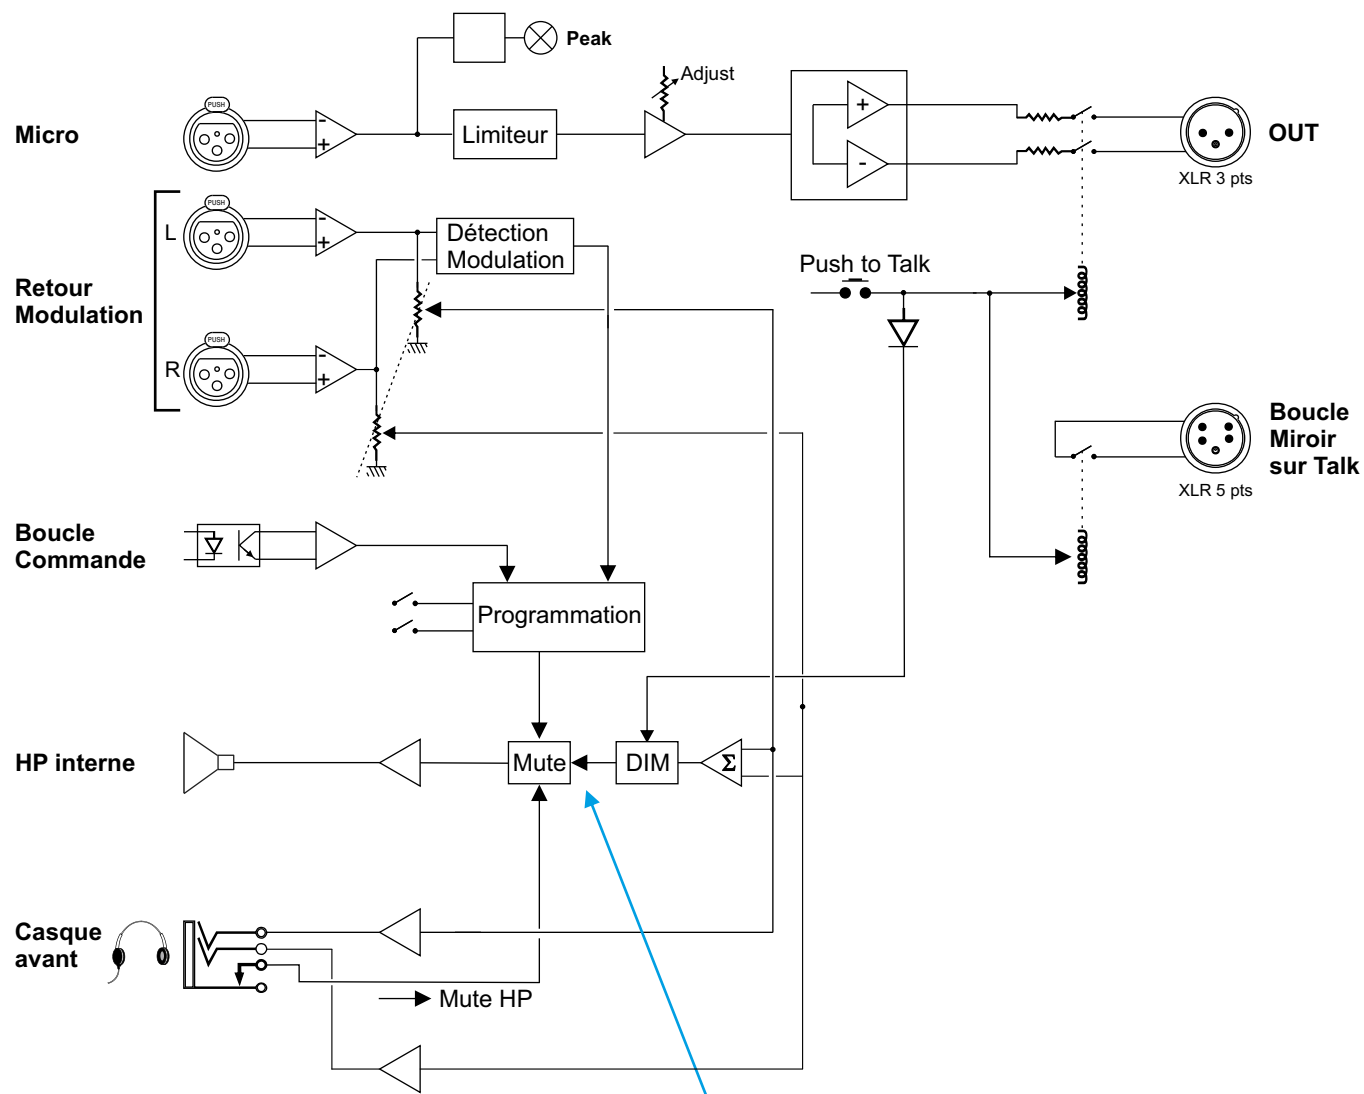 Peak
Adjust
PUSH
-
+
Micro
Limiteur
+
-
OUT
XLR 3 pts
PUSH
L
-
+
Détection
Modulation
Retour
Modulation
Push to Talk
PUSH
R
-
+
Boucle
Miroir
sur Talk
XLR 5 pts
Boucle
Commande
Programmation
HP interne
Mute
DIM
Σ
Casque
avant
Mute HP